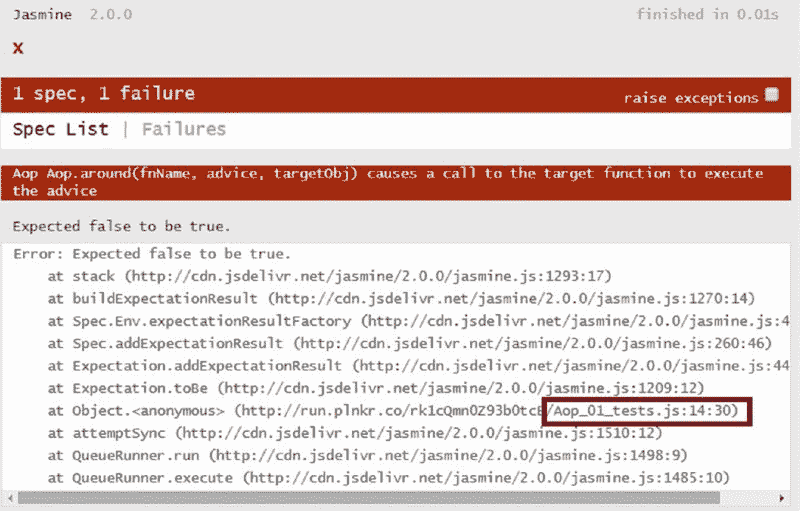 Jasmine 2.0.0 finished in 0.01s
x
1 spec, 1 failure raise exceptions
Spec List | Failures
Aop Aop.around(fnName, advice, targetObj) causes a call to the target function to execute
the advice
Expected false to be true.
Error: Expected false to be true.
at stack (http://cdn.jsdelivr.net/jasmine/2.0.0/jasmine.js:1293:17)
at buildExpectationResult (http://cdn.jsdelivr.net/jasmine/2.0.0/jasmine.js:1270:14)
at Spec.Env.expectationResultFactory (http://cdn.jsdelivr.net/jasmine/2.0.0/jasmine.js:4
at Spec.addExpectationResult (http://cdn.jsdelivr.net/jasmine/2.0.0/jasmine.js:260:46)
at Expectation.addExpectationResult (http://cdn.jsdelivr.net/jasmine/2.0.0/jasmine.js:44
at Expectation.toBe (http://cdn.jsdelivr.net/jasmine/2.0.0/jasmine.js:1209:12)
at Object.<anonymous> (http://run.plnkr.co/rk1cQmn0Z93b0tcE/Aop_01_tests.js:14:30)
at attemptSync (http://cdn.jsdelivr.net/jasmine/2.0.0/jasmine.js:1510:12)
at QueueRunner.run (http://cdn.jsdelivr.net/jasmine/2.0.0/jasmine.js:1498:9)
at QueueRunner.execute (http://cdn.jsdelivr.net/jasmine/2.0.0/jasmine.js:1485:10)